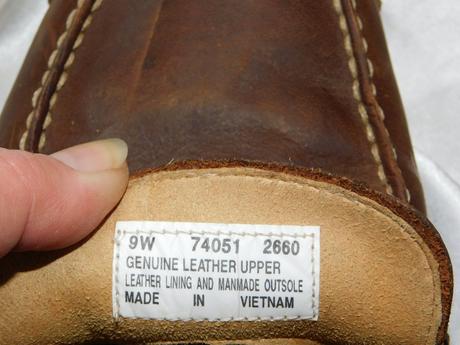 9W 74051 2660
GENUINE LEATHER UPPER
LEATHER LINING AND MANMADE OUTSOLE
MADE IN VIETNAM